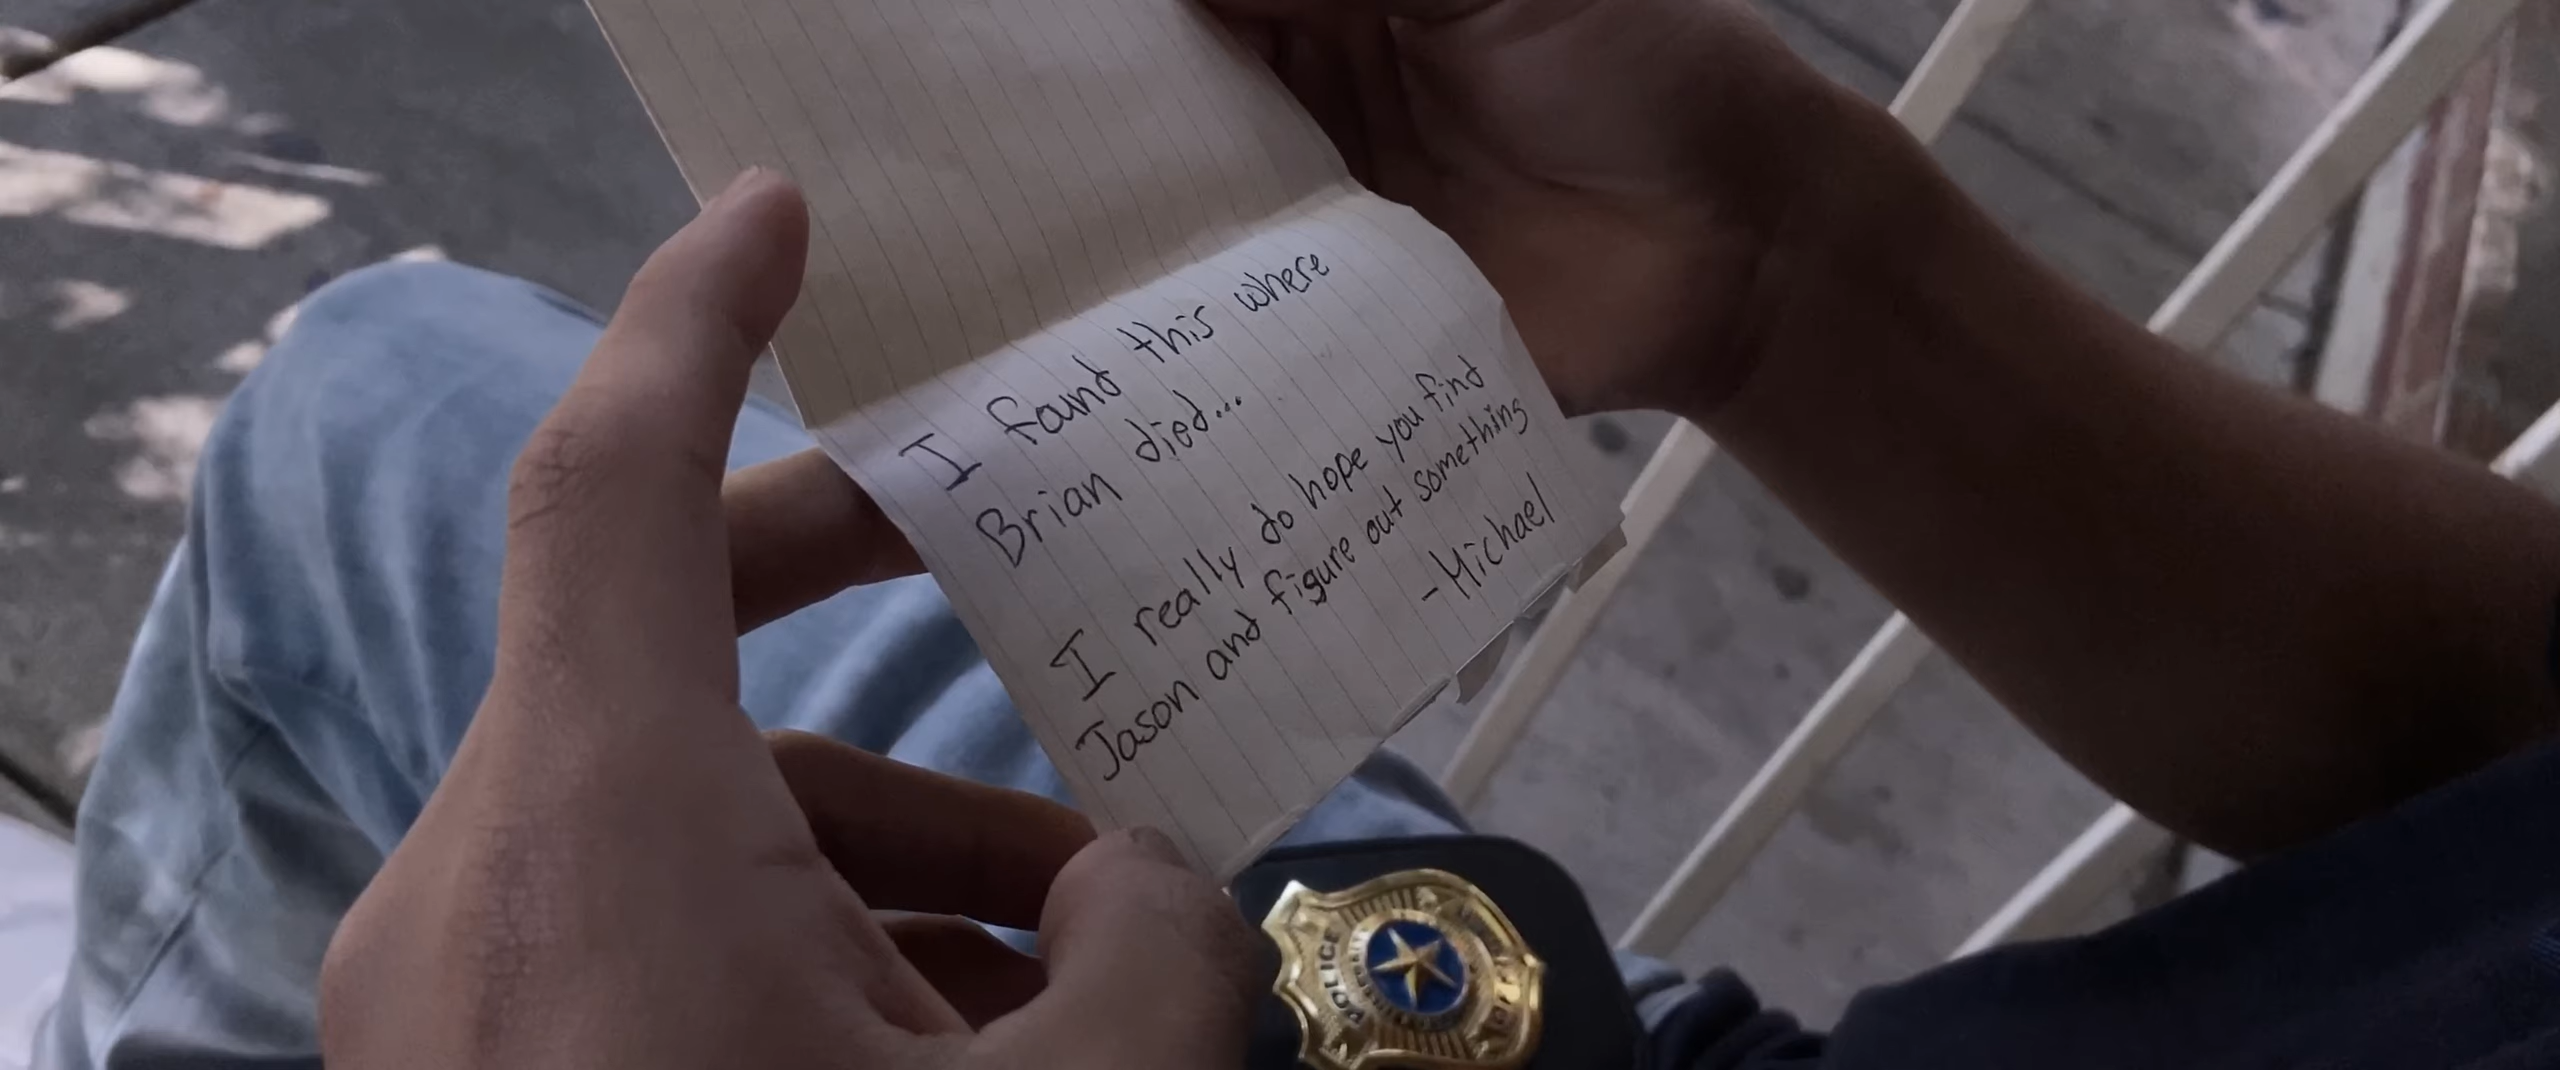 I found this where
Brian died...
I really do hope you find
Jason and figure out something
-Michael
POLICE